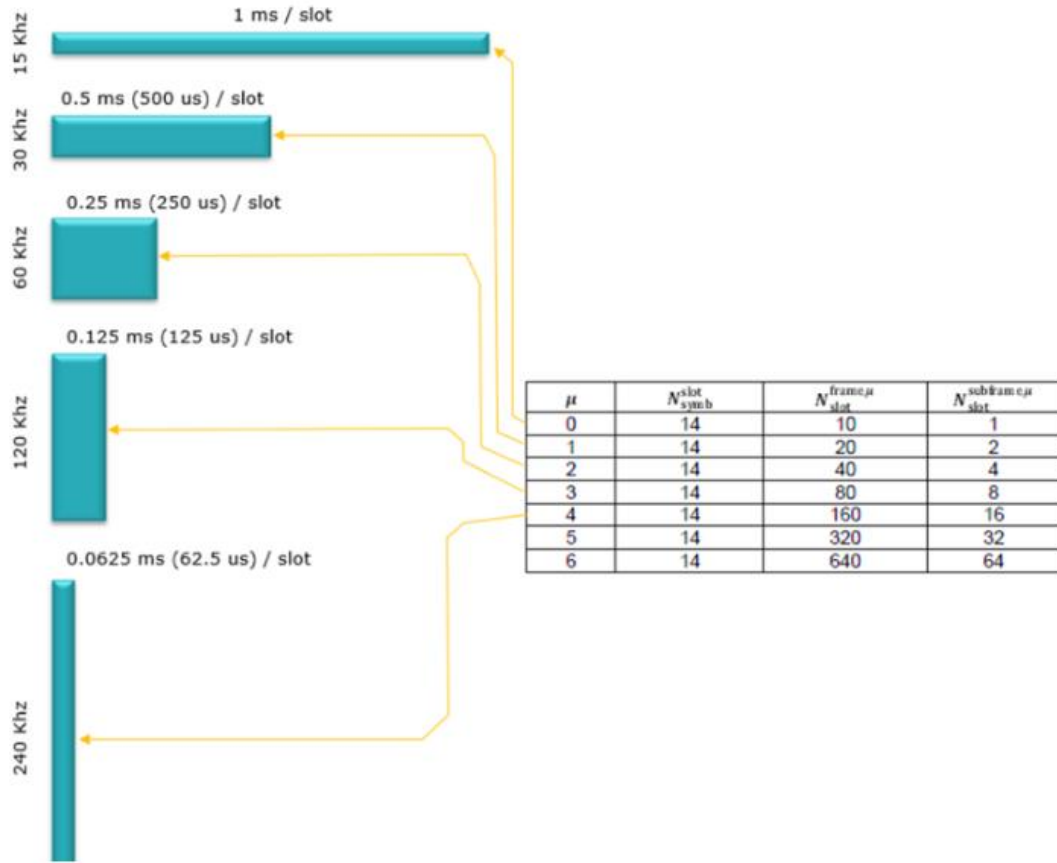 1 ms / slot
15 Khz
0.5 ms (500 us) / slot
30 Khz
0.25 ms (250 us) / slot
60 Khz
0.125 ms (125 us) / slot
120 Khz
0.0625 ms (62.5 us) / slot
240 Khz
μ N_symb^slot N_slot^frame,μ N_slot^subframe,μ
0 14 10 1
1 14 20 2
2 14 40 4
3 14 80 8
4 14 160 16
5 14 320 32
6 14 640 64